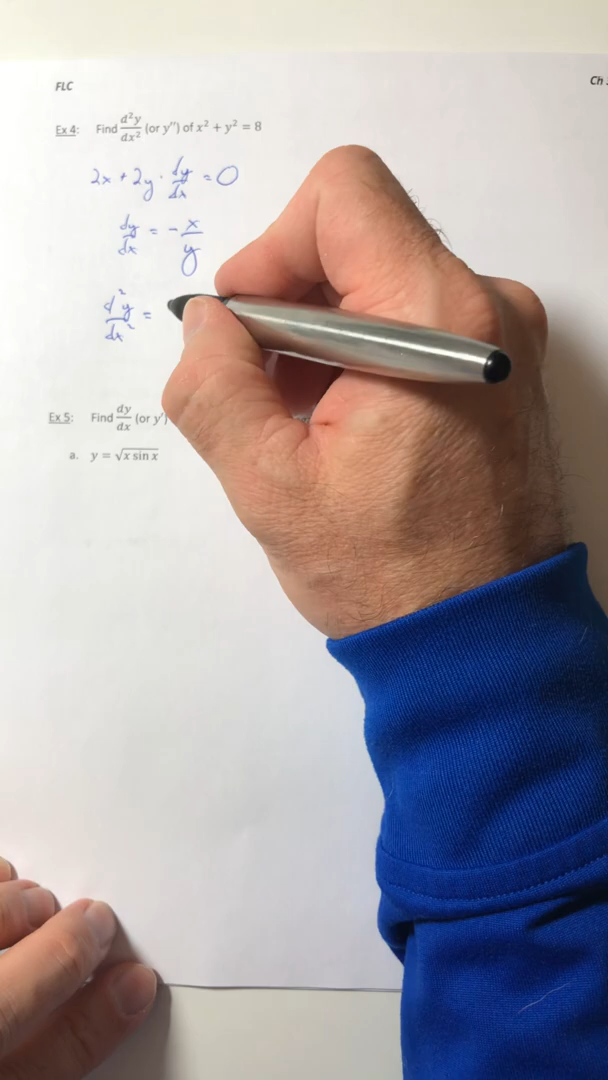 FLC
Ch
Ex 4: Find d²y/dx² (or y'') of x² + y² = 8
2x + 2y · dy/dx = 0
dy/dx = - x/y
d²y/dx² =
Ex 5: Find dy/dx (or y')
a. y = √x sin x